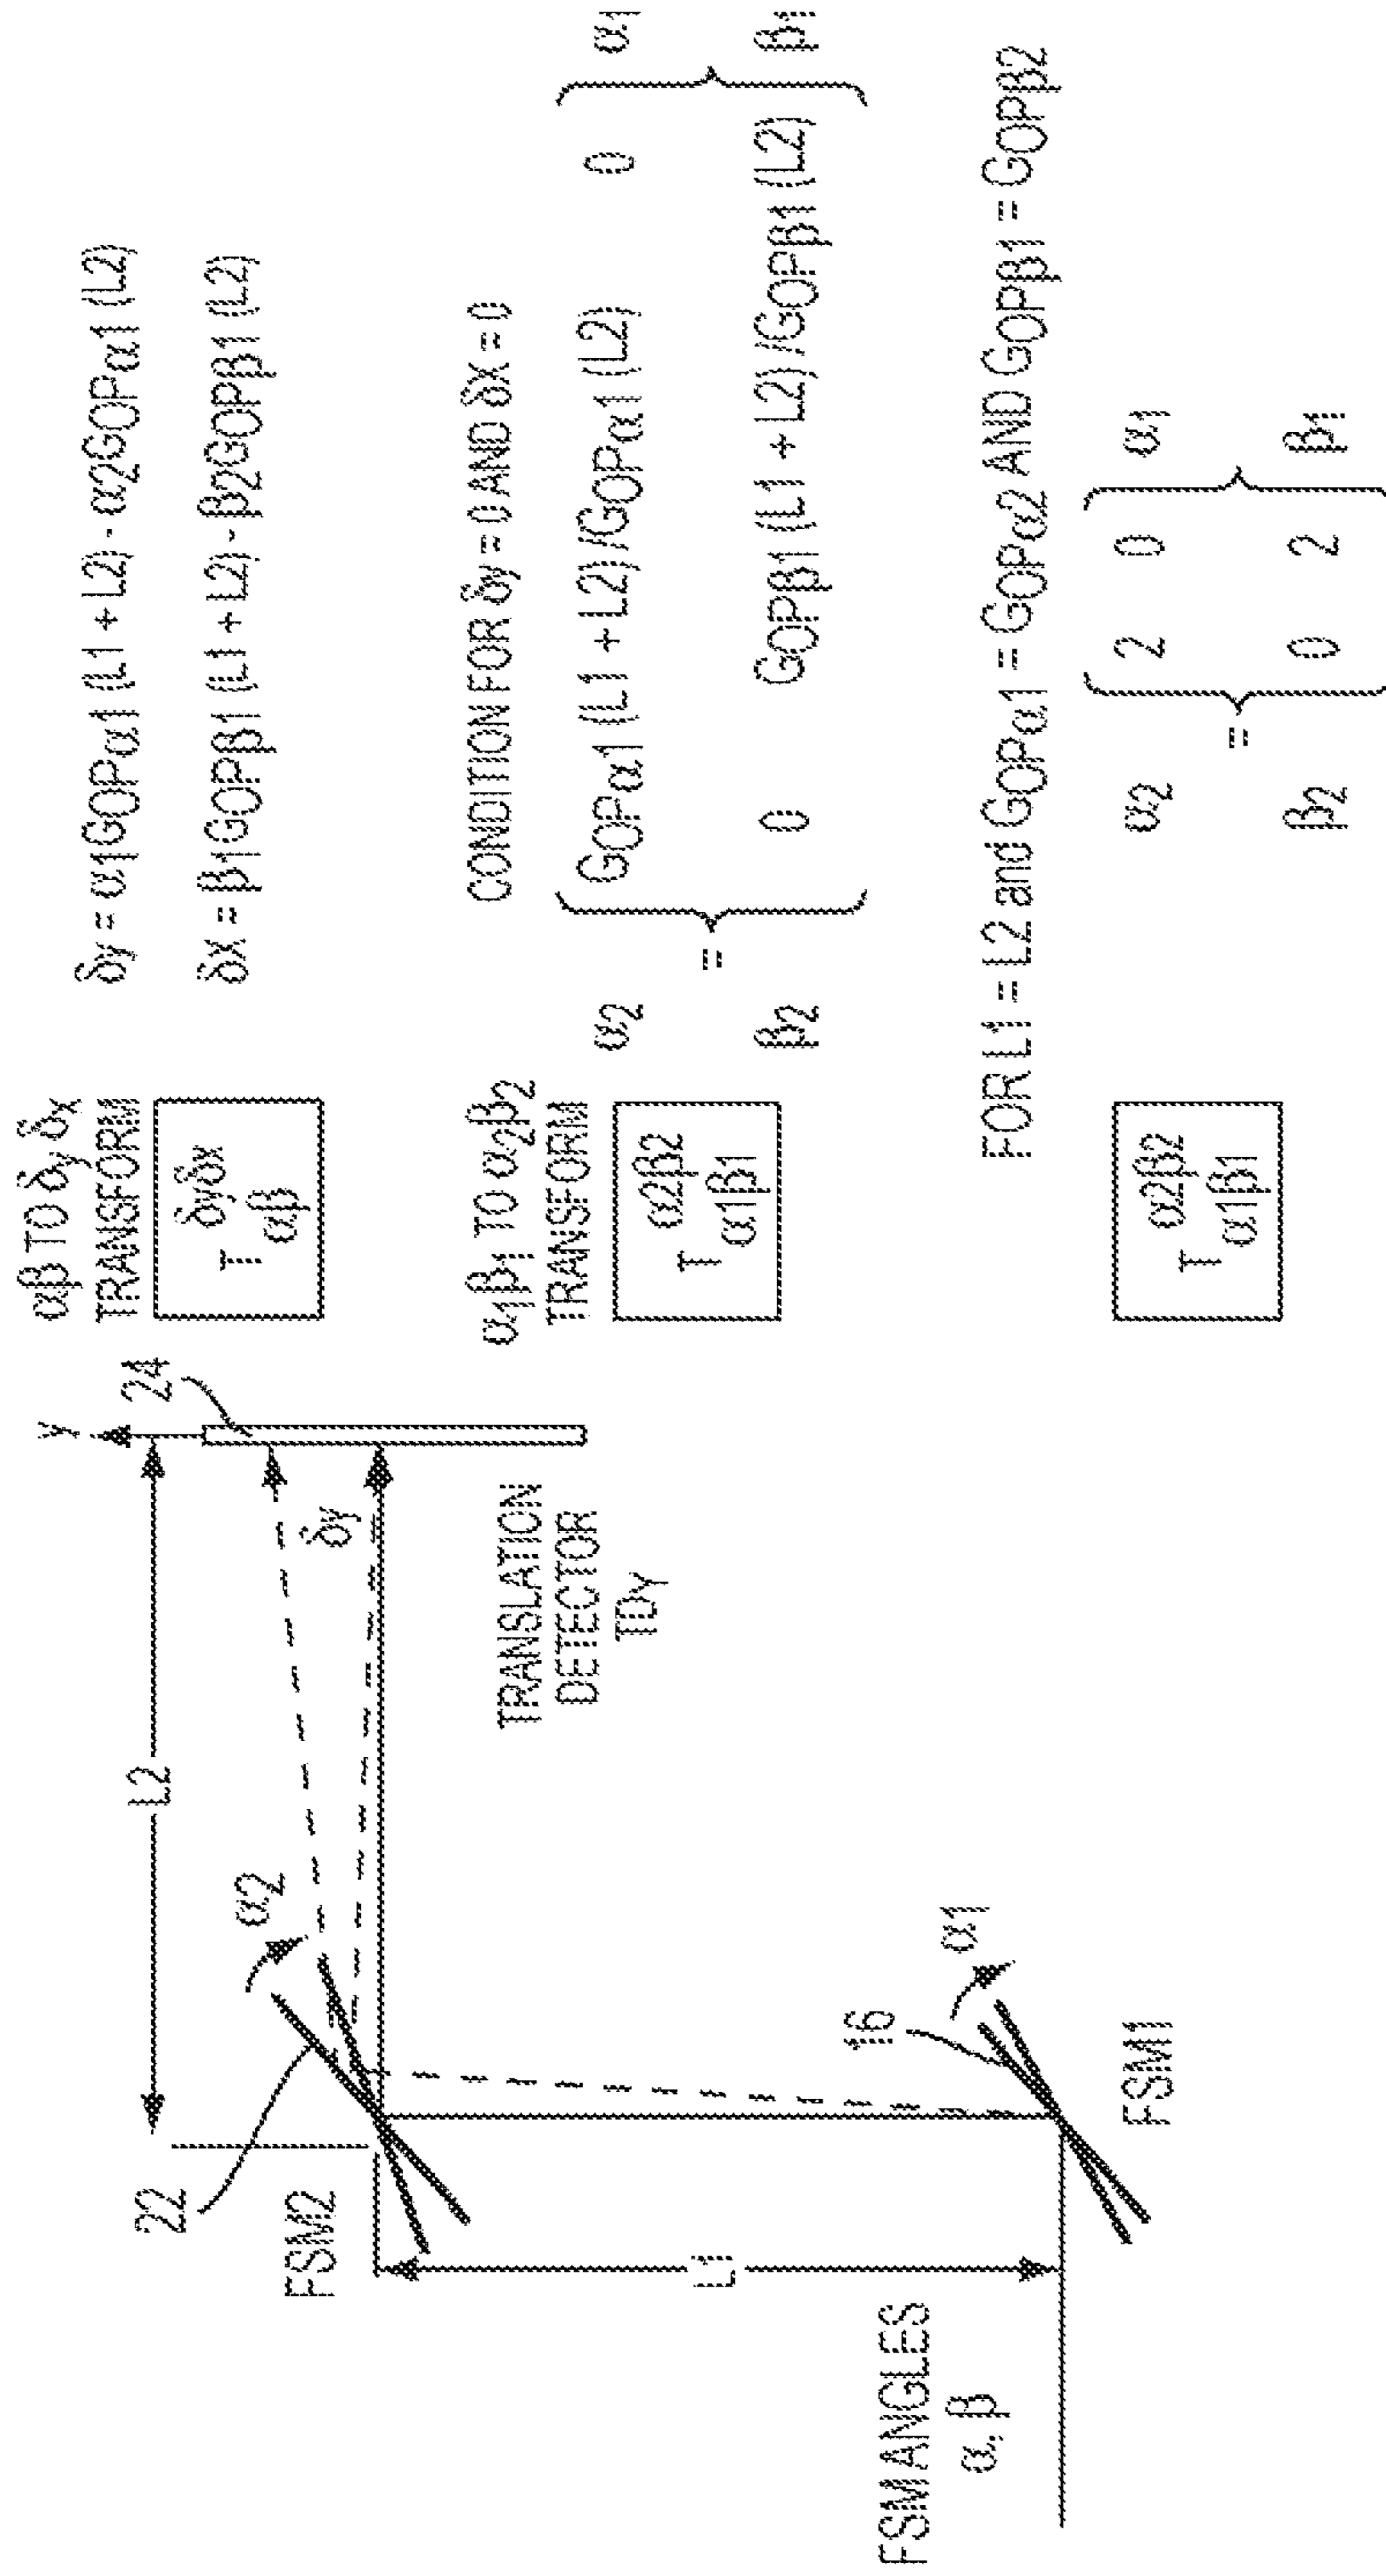 22
FSM2
L2
α2
δy
y
24
TRANSLATION
DETECTOR
TDY
L1
FSM ANGLES
α, β
16
α1
FSM1
αβ TO δyδx
TRANSFORM
T αβ δyδx
δy = α1GOPα1 (L1 + L2) - α2GOPα1 (L2)
δx = β1GOPβ1 (L1 + L2) - β2GOPβ1 (L2)
α1β1 TO α2β2
TRANSFORM
T α1β1 α2β2
CONDITION FOR δy = 0 AND δx = 0
α2 GOPα1 (L1 + L2) /GOPα1 (L2) 0 α1
=
β2 0 GOPβ1 (L1 + L2) /GOPβ1 (L2) β1
FOR L1 = L2 and GOPα1 = GOPα2 AND GOPβ1 = GOPβ2
T α1β1 α2β2
α2 2 0 α1
=
β2 0 2 β1